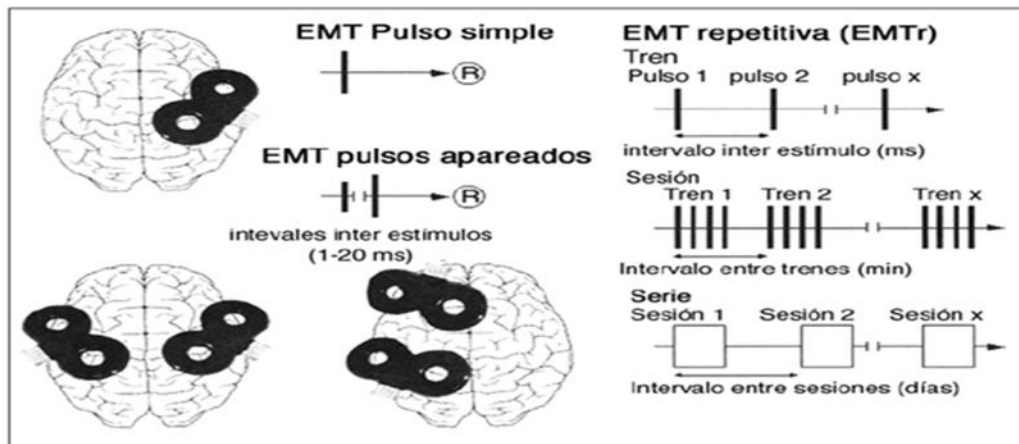 EMT Pulso simple
R
EMT pulsos apareados
R
intevales inter estímulos
(1-20 ms)
EMT repetitiva (EMTr)
Tren
Pulso 1 pulso 2 pulso x
intervalo inter estímulo (ms)
Sesión
Tren 1 Tren 2 Tren x
Intervalo entre trenes (min)
Serie
Sesión 1 Sesión 2 Sesión x
Intervalo entre sesiones (días)